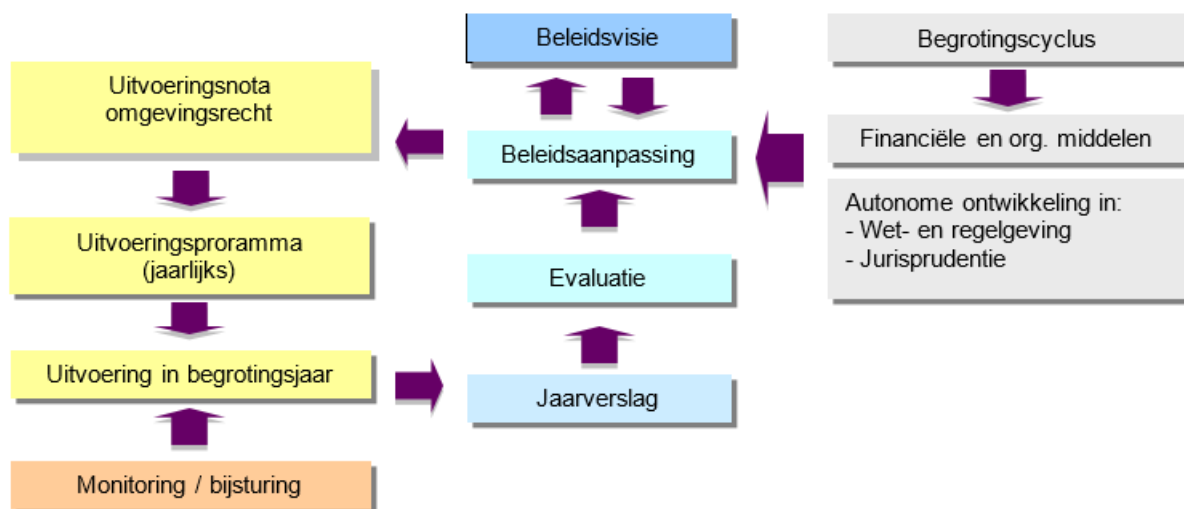 Beleidsvisie
Begrotingscyclus
Uitvoeringsnota
omgevingsrecht
Beleidsaanpassing
Financiële en org. middelen
Autonome ontwikkeling in:
- Wet- en regelgeving
- Jurisprudentie
Uitvoeringsproramma
(jaarlijks)
Evaluatie
Uitvoering in begrotingsjaar
Jaarverslag
Monitoring / bijsturing